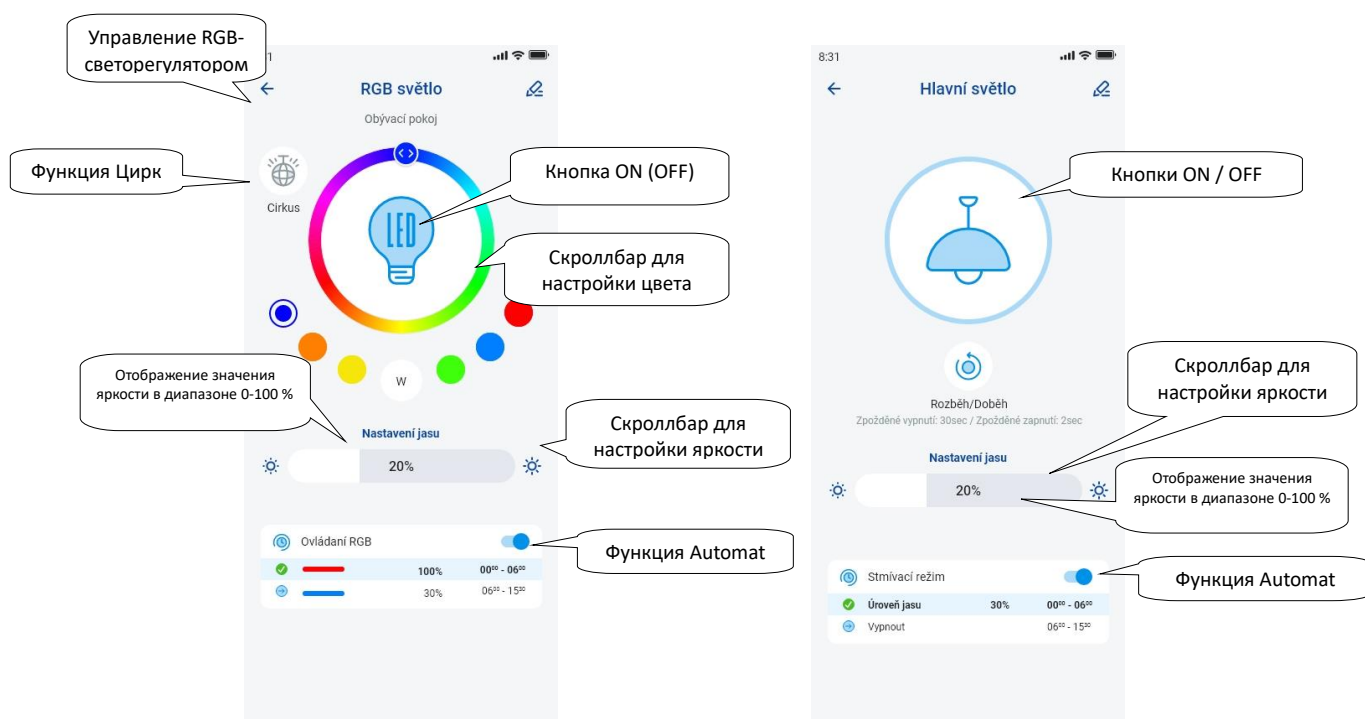 Управление RGB-
светорегулятором
1
RGB světlo
Obývací pokoj
Функция Цирк
Cirkus
LED
Кнопка ON (OFF)
Скроллбар для
настройки цвета
W
Отображение значения
яркости в диапазоне 0-100 %
Nastavení jasu
20%
Скроллбар для
настройки яркости
Ovládaní RGB
Функция Automat
100% 00⁰⁰ - 06⁰⁰
30% 06⁰⁰ - 15³⁰
8:31
Hlavní světlo
Кнопки ON / OFF
Rozběh/Doběh
Zpožděné vypnutí: 30sec / Zpožděné zapnutí: 2sec
Скроллбар для
настройки яркости
Nastavení jasu
20%
Отображение значения
яркости в диапазоне 0-100 %
Stmívací režim
Функция Automat
Úroveň jasu 30% 00⁰⁰ - 06⁰⁰
Vypnout 06⁰⁰ - 15³⁰